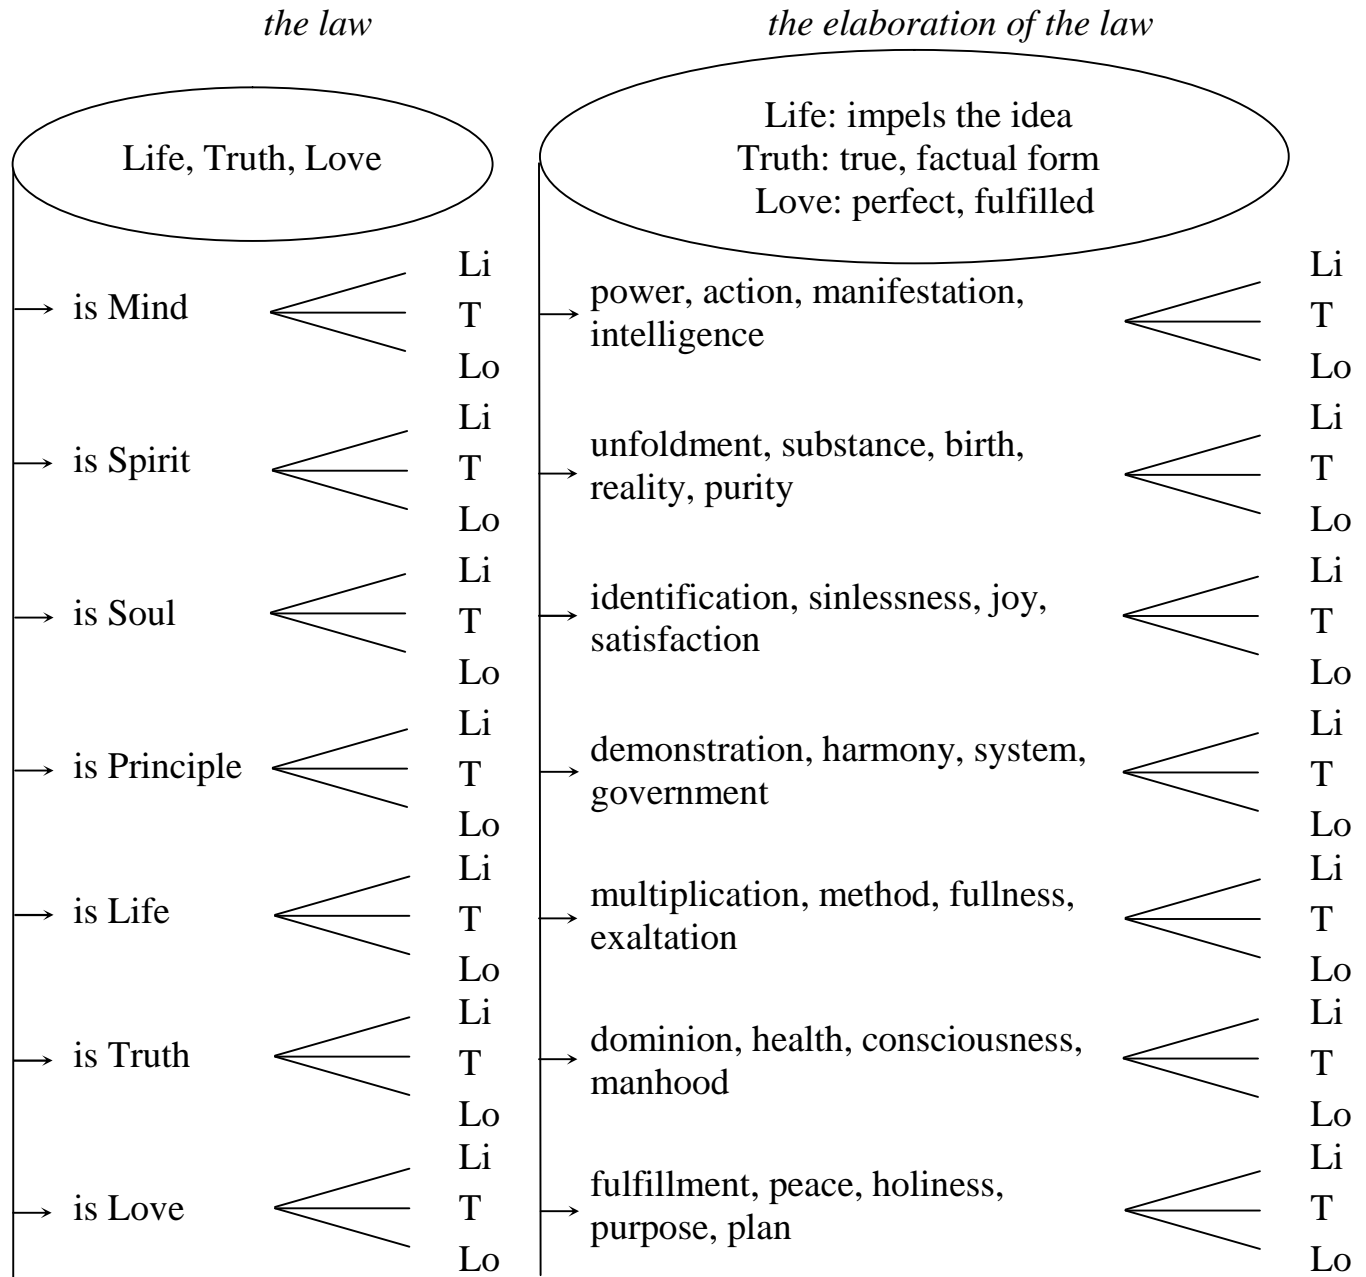 the law
the elaboration of the law
Life, Truth, Love
Life: impels the idea
Truth: true, factual form
Love: perfect, fulfilled
is Mind
Li
T
Lo
power, action, manifestation,
intelligence
Li
T
Lo
is Spirit
Li
T
Lo
unfoldment, substance, birth,
reality, purity
Li
T
Lo
is Soul
Li
T
Lo
identification, sinlessness, joy,
satisfaction
Li
T
Lo
is Principle
Li
T
Lo
demonstration, harmony, system,
government
Li
T
Lo
is Life
Li
T
Lo
multiplication, method, fullness,
exaltation
Li
T
Lo
is Truth
Li
T
Lo
dominion, health, consciousness,
manhood
Li
T
Lo
is Love
Li
T
Lo
fulfillment, peace, holiness,
purpose, plan
Li
T
Lo